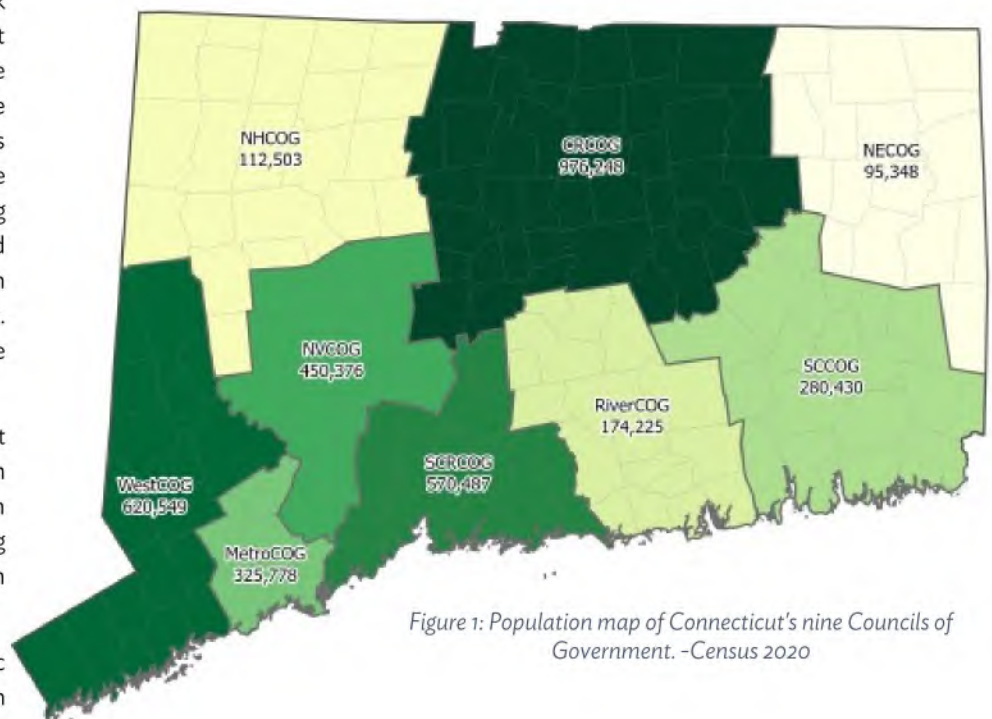 NHCOG
112,503
CRCOG
976,248
NECOG
95,348
NVCOG
450,376
SCCOG
280,430
RiverCOG
174,225
SCRCOG
570,487
WestCOG
620,549
MetroCOG
325,778
Figure 1: Population map of Connecticut's nine Councils of
Government. -Census 2020